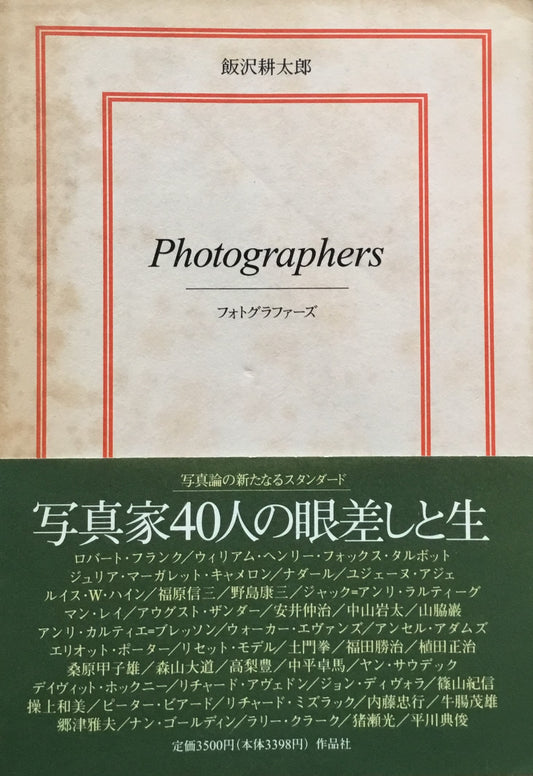 飯沢耕太郎
Photographers
フォトグラファーズ
写真論の新たなるスタンダード
写真家40人の眼差しと生
ロバート・フランク／ウィリアム・ヘンリー・フォックス・タルボット
ジュリア・マーガレット・キャメロン／ナダール／ユジェーヌ・アジェ
ルイス・W・ハイン／福原信三／野島康三／ジャック=アンリ・ラルティーグ
マン・レイ／アウグスト・ザンダー／安井仲治／中山岩太／山脇巌
アンリ・カルティエ=ブレッソン／ウォーカー・エヴァンズ／アンセル・アダムズ
エリオット・ポーター／リセット・モデル／土門拳／福田勝治／植田正治
桑原甲子雄／森山大道／高梨豊／中平卓馬／ヤン・サウデック
デイヴィット・ホックニー／リチャード・アヴェドン／ジョン・ディヴォラ／篠山紀信
操上和美／ピーター・ビアード／リチャード・ミズラック／内藤忠行／牛腸茂雄
郷津雅夫／ナン・ゴールディン／ラリー・クラーク／猪瀬光／平川典俊
定価3500円（本体3398円） 作品社